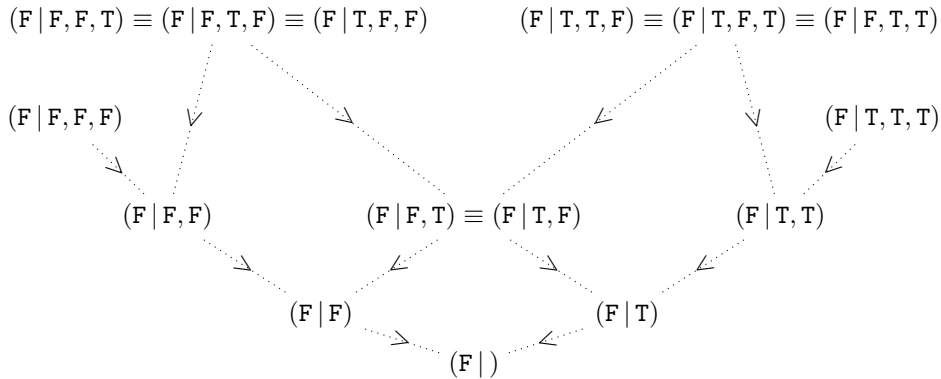 (F | F, F, T) ≡ (F | F, T, F) ≡ (F | T, F, F) (F | T, T, F) ≡ (F | T, F, T) ≡ (F | F, T, T)
(F | F, F, F) (F | T, T, T)
(F | F, F) (F | F, T) ≡ (F | T, F) (F | T, T)
(F | F) (F | T)
(F | )